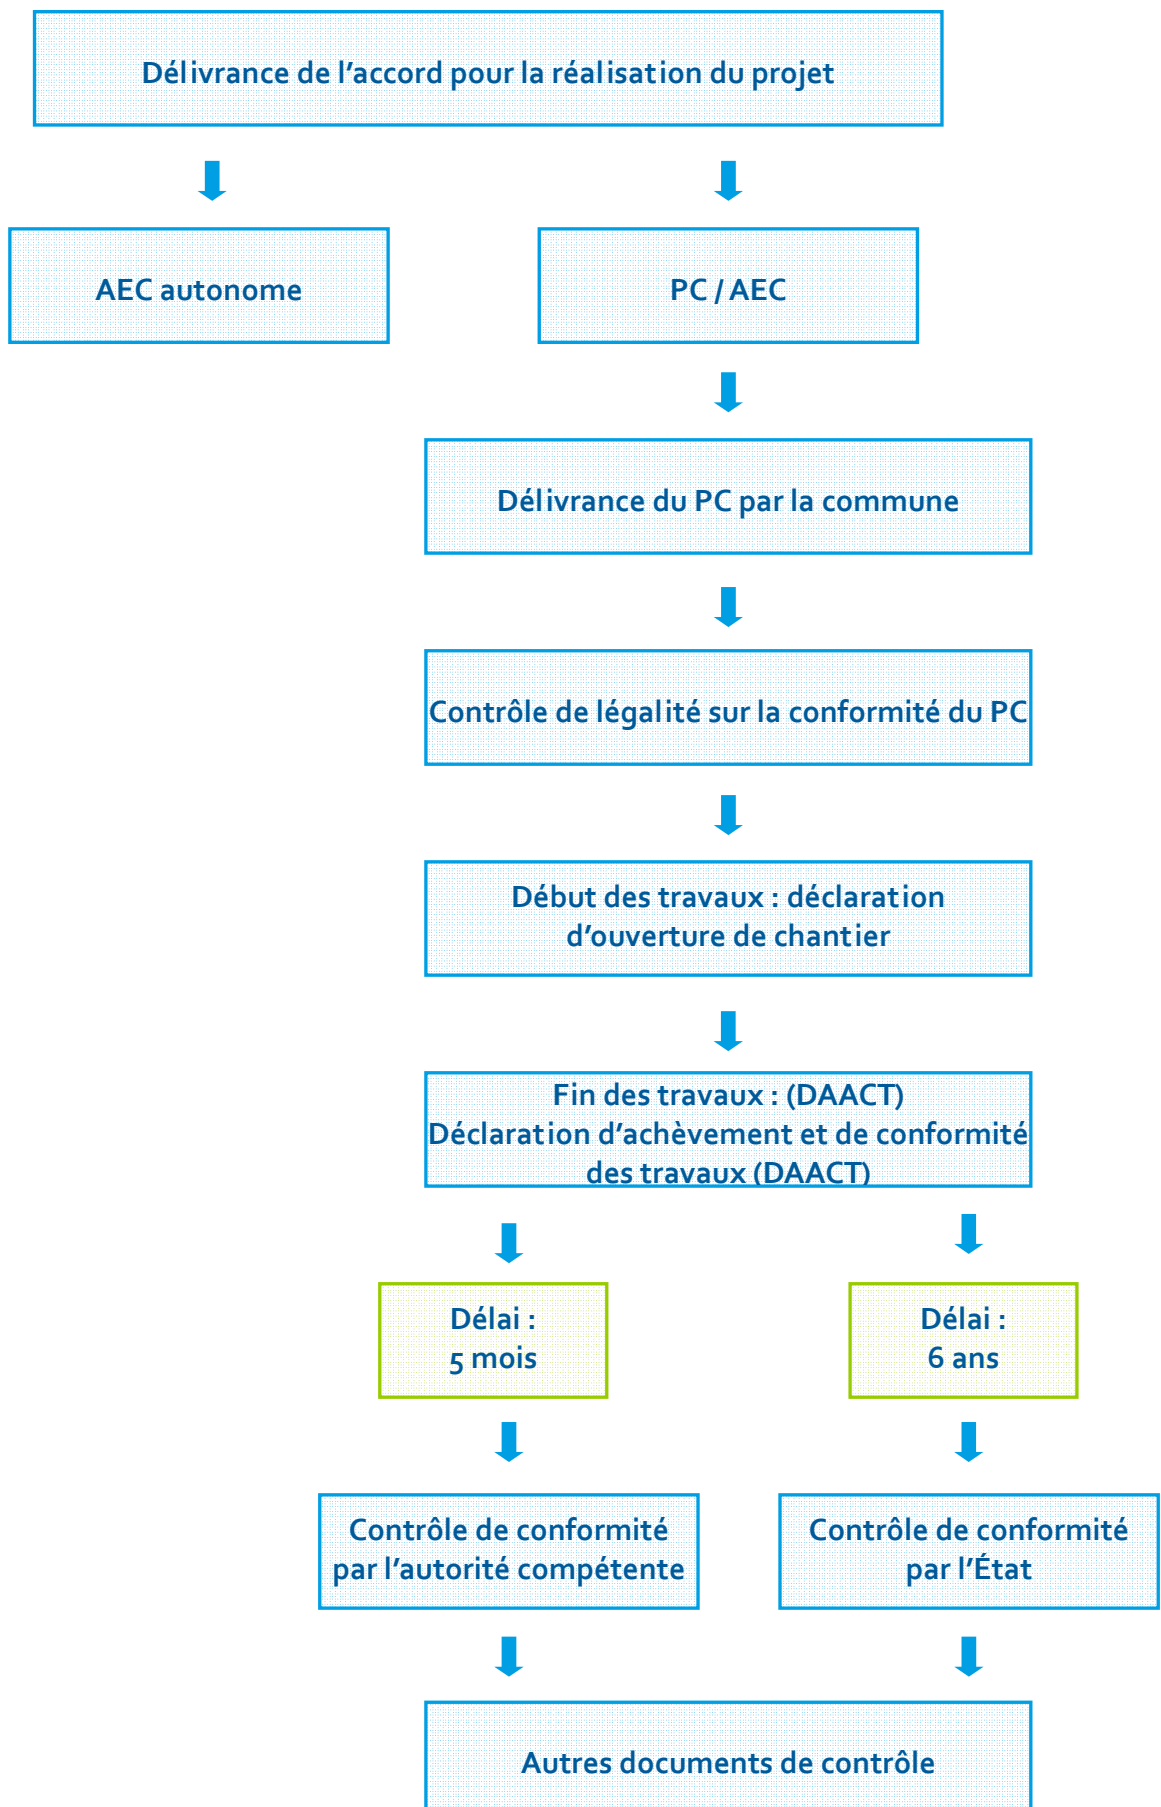 Délivrance de l’accord pour la réalisation du projet
AEC autonome
PC / AEC
Délivrance du PC par la commune
Contrôle de légalité sur la conformité du PC
Début des travaux : déclaration
d’ouverture de chantier
Fin des travaux : (DAACT)
Déclaration d’achèvement et de conformité
des travaux (DAACT)
Délai :
5 mois
Délai :
6 ans
Contrôle de conformité
par l’autorité compétente
Contrôle de conformité
par l’État
Autres documents de contrôle